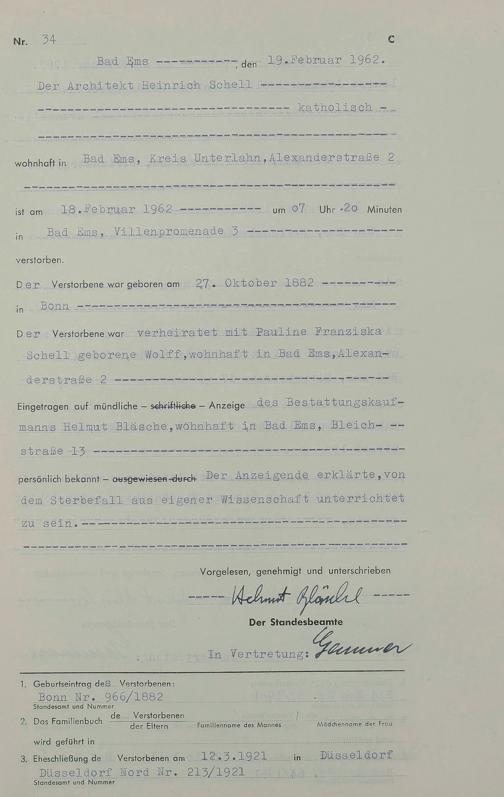 Nr. 34 C
Bad Ems -----------, den 19.Februar 1962.
Der Architekt Heinrich Schell -----------------
---------------------------------- katholisch -
wohnhaft in Bad Ems, Kreis Unterlahn,Alexanderstraße 2
ist am 18.Februar 1962 ----------- um 07 Uhr 20 Minuten
in Bad Ems, Villenpromenade 3 ---------------------
verstorben.
Der Verstorbene war geboren am 27. Oktober 1882 ----------
in Bonn -------------------------------------------
Der Verstorbene war verheiratet mit Pauline Franziska
Schell geborene Wolff,wohnhaft in Bad Ems,Alexan-
derstraße 2 --------------------------------------
Eingetragen auf mündliche – schriftliche – Anzeige des Bestattungskauf-
manns Helmut Bläsche,wohnhaft in Bad Ems, Bleich- --
straße 13 ------------------------------------------
persönlich bekannt – ausgewiesen durch Der Anzeigende erklärte,von
dem Sterbefall aus eigener Wissenschaft unterrichtet
zu sein.--------------------------------------------
Vorgelesen, genehmigt und unterschrieben
----- Helmut Bläsche -----
Der Standesbeamte
In Vertretung:
1. Geburtseintrag des Verstorbenen:
Bonn Nr. 966/1882
Standesamt und Nummer
2. Das Familienbuch de Verstorbenen
der Eltern Familienname des Mannes / Mädchenname der Frau
wird geführt in
3. Eheschließung de Verstorbenen am 12.3.1921 in Düsseldorf
Düsseldorf Nord Nr. 213/1921
Standesamt und Nummer